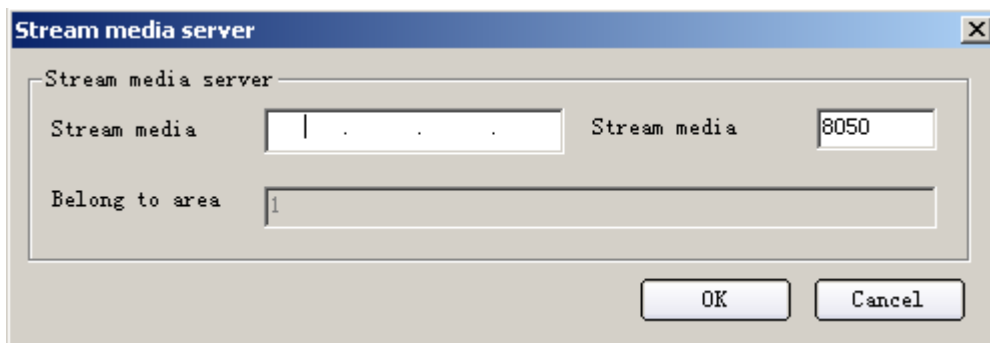 Stream media server
Stream media server
Stream media . . . Stream media 8050
Belong to area 1
OK Cancel